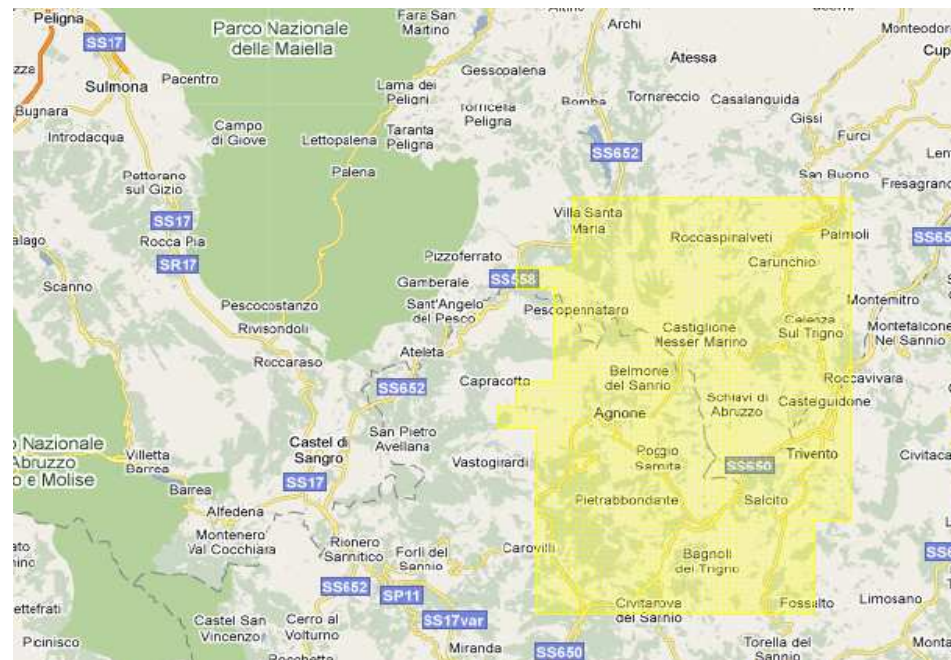 Peligna
SS17
Sulmona
Pacentro
Bugnara
Introdacqua
Parco Nazionale
della Maiella
Fara San
Martino
Archi
Monteodor
Cup
Atessa
Gessopalena
Lama dei
Peligni
Torricella
Peligna
Bomba
Tornareccio
Casalanguida
Gissi
Furci
Campo
di Giove
Lettopalena
Taranta
Peligna
SS652
Palena
San Buono
Fresagrand
Pettorano
sul Gizio
SS17
Rocca Pia
SR17
Villa Santa
Maria
Roccaspinalveti
Palmoli
SS65
Carunchio
Scanno
Pizzoferrato
Gamberale
SS558
Sant'Angelo
del Pesco
Pescopennataro
Montemitro
Pescocostanzo
Rivisondoli
Castiglione
Messer Marino
Celenza
Sul Trigno
Montefalcone
Nel Sannio
Roccaraso
Ateleta
SS652
Capracotta
Belmonte
del Sannio
Roccavivara
Schiavi di
Abruzzo
Casteguidone
Agnone
San Pietro
Avellana
Castel di
Sangro
Nazionale
Abruzzo
o e Molise
Villetta
Barrea
Vastogirardi
Poggio
Sannita
SS650
Trivento
Civitaca
SS17
Barrea
Alfedena
Pietrabbondante
Salcito
Montenero
Val Cocchiara
Rionero
Sannitico
Forlì del
Sannio
Carovilli
Bagnoli
del Trigno
SS6
SS652
SP11
SS17var
Civitanova
del Sannio
Fossalto
Limosano
ettefrati
Castel San
Vincenzo
Cerro al
Volturno
Picinisco
Rocchetta
Miranda
SS650
Torella del
Sannio
Monta